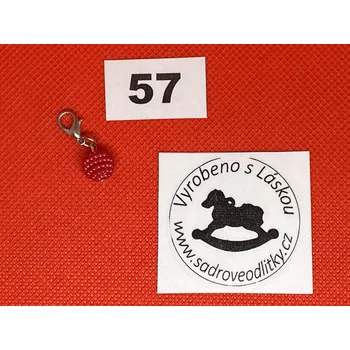 57
Vyrobeno s Láskou
www.sadroveodlitky.cz